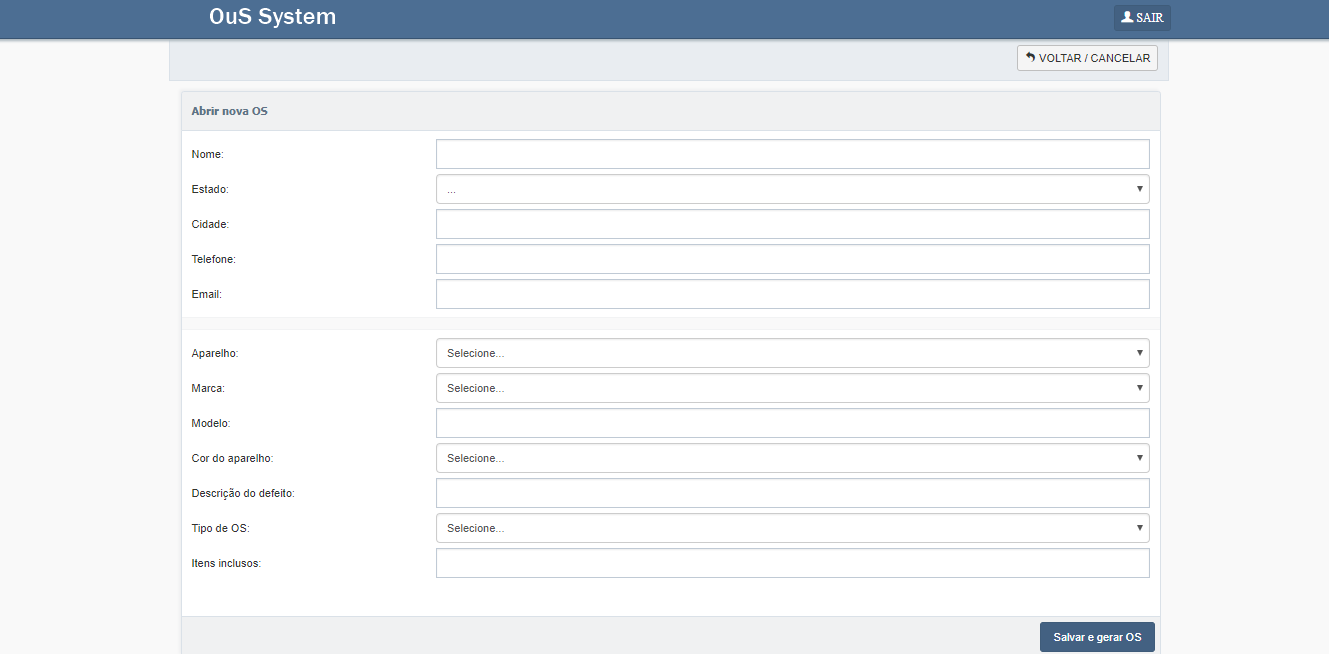 OuS System
SAIR
VOLTAR / CANCELAR
Abrir nova OS
Nome:
Estado: ...
Cidade:
Telefone:
Email:
Aparelho: Selecione...
Marca: Selecione...
Modelo:
Cor do aparelho: Selecione...
Descrição do defeito:
Tipo de OS: Selecione...
Itens inclusos:
Salvar e gerar OS